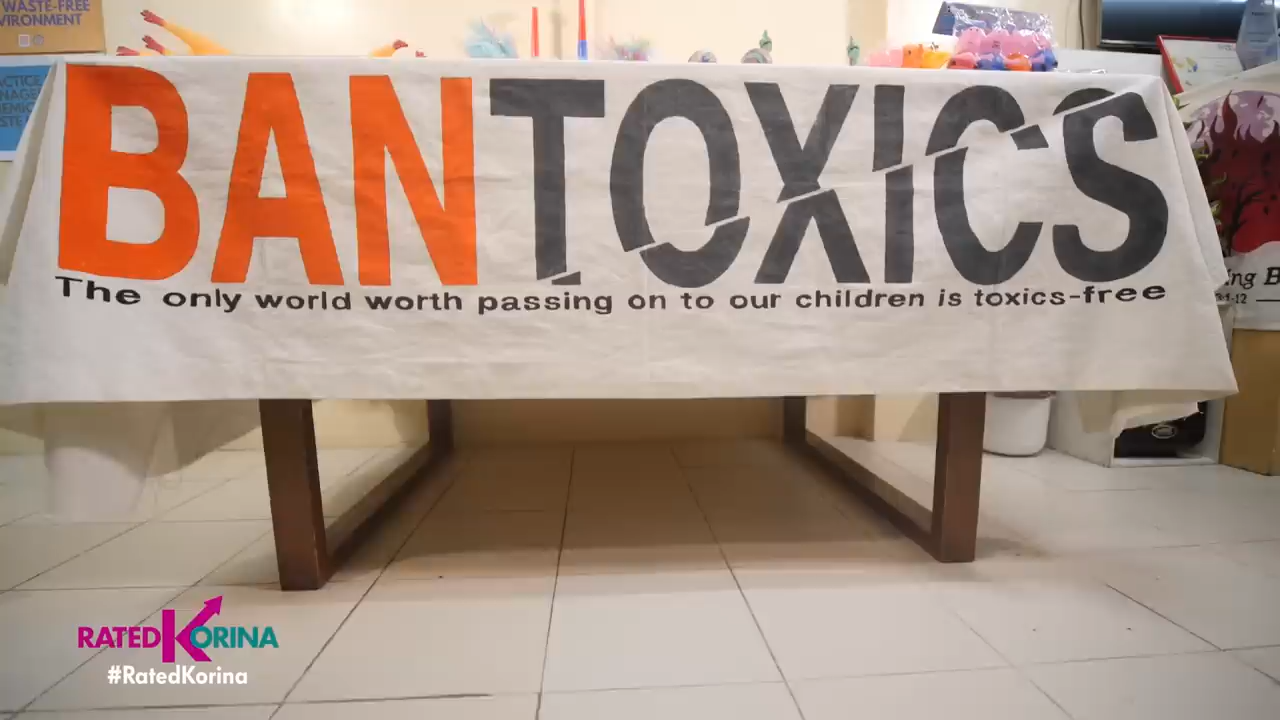 WASTE-FREE
VIRONMENT
BANTOXICS
The only world worth passing on to our children is toxics-free
RATEDKORINA
#RatedKorina